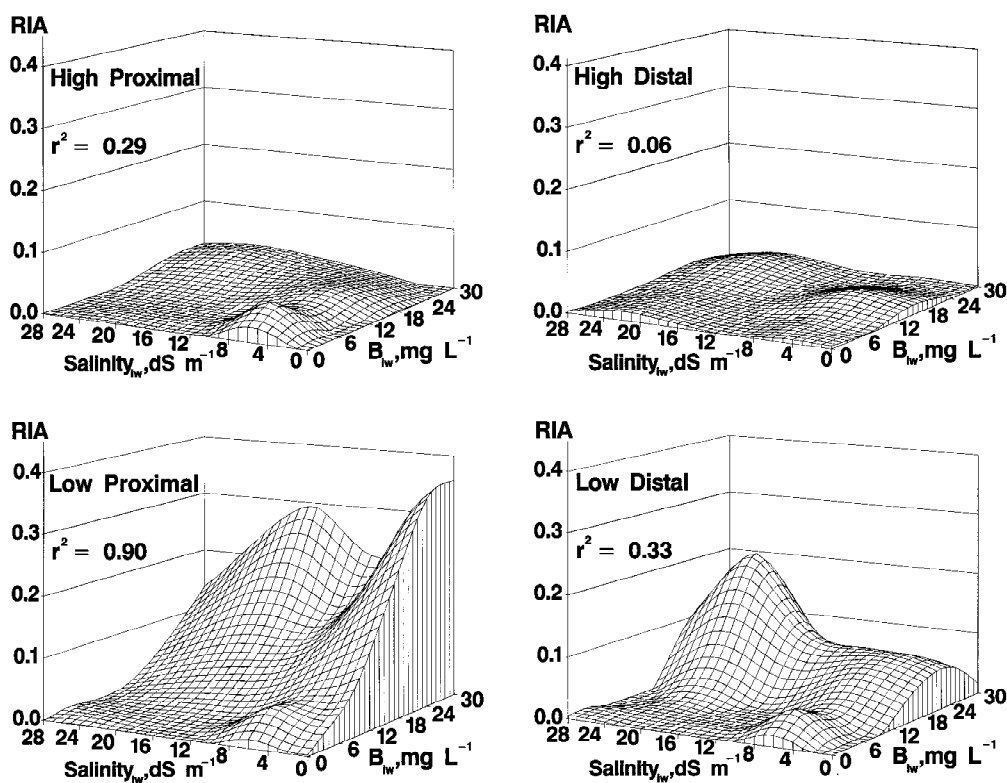 RIA
0.4
High Proximal
0.3
r² = 0.29
0.2
0.1
0.0
28 24 20 16 12 8 4 0
Salinity_iw,dS m⁻¹
0 6 12 18 24 30
B_iw,mg L⁻¹
RIA
0.4
High Distal
0.3
r² = 0.06
0.2
0.1
0.0
28 24 20 16 12 8 4 0
Salinity_iw,dS m⁻¹
0 6 12 18 24 30
B_iw,mg L⁻¹
RIA
0.4
Low Proximal
0.3
r² = 0.90
0.2
0.1
0.0
28 24 20 16 12 8 4 0
Salinity_iw,dS m⁻¹
0 6 12 18 24 30
B_iw,mg L⁻¹
RIA
0.4
Low Distal
0.3
r² = 0.33
0.2
0.1
0.0
28 24 20 16 12 8 4 0
Salinity_iw,dS m⁻¹
0 6 12 18 24 30
B_iw,mg L⁻¹